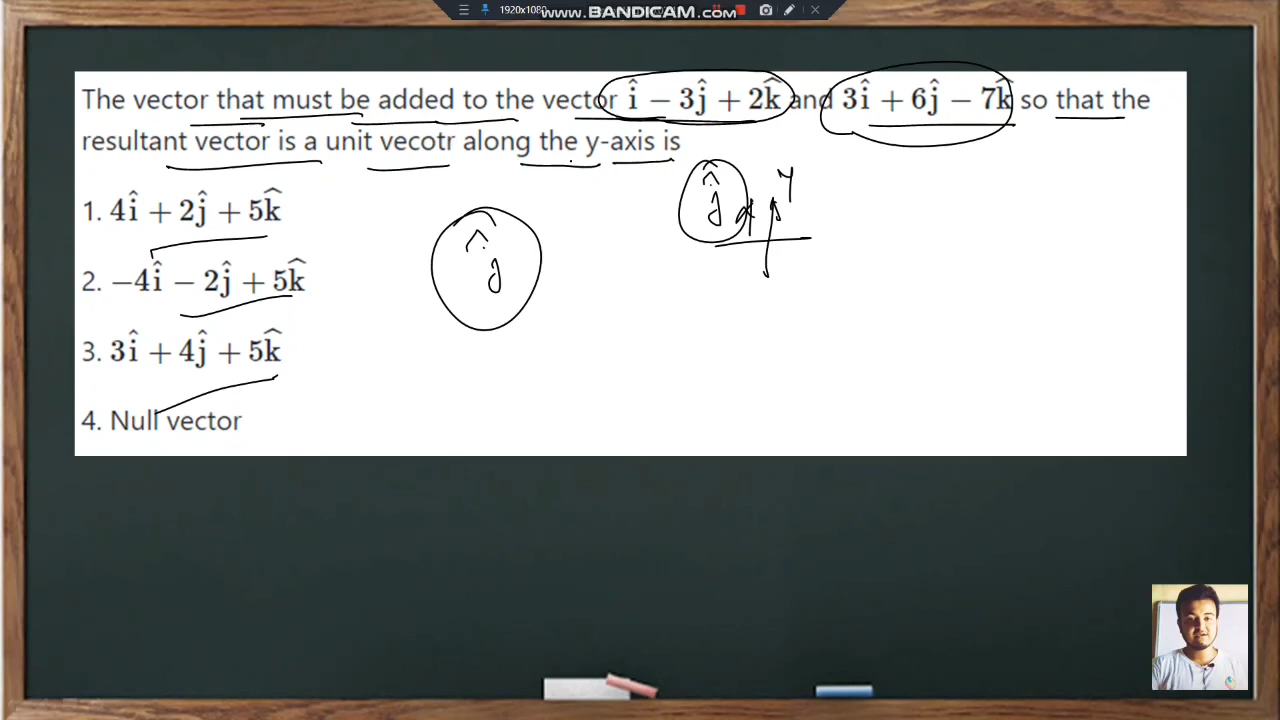 1920x1080
www.BANDICAM.com
The vector that must be added to the vector î − 3ĵ + 2k̂ and 3î + 6ĵ − 7k̂ so that the
resultant vector is a unit vecotr along the y-axis is
ĵ
y
1. 4î + 2ĵ + 5k̂
ĵ
2. −4î − 2ĵ + 5k̂
3. 3î + 4ĵ + 5k̂
4. Null vector